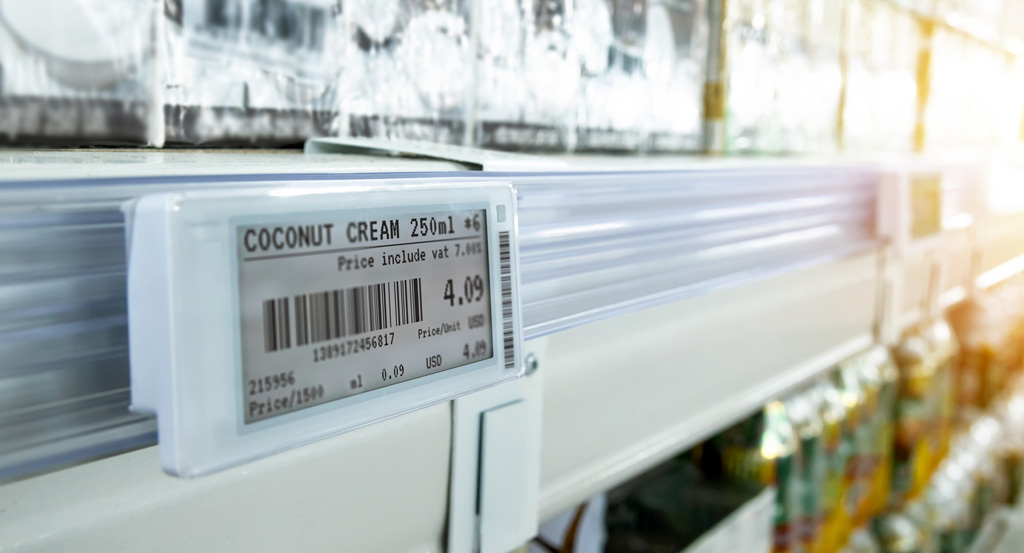 COCONUT CREAM 250ml *6
Price include vat 7.00%
4.09
Price/Unit USD
1389172456817
215956
Price/1500 ml 0.09 USD 4.09